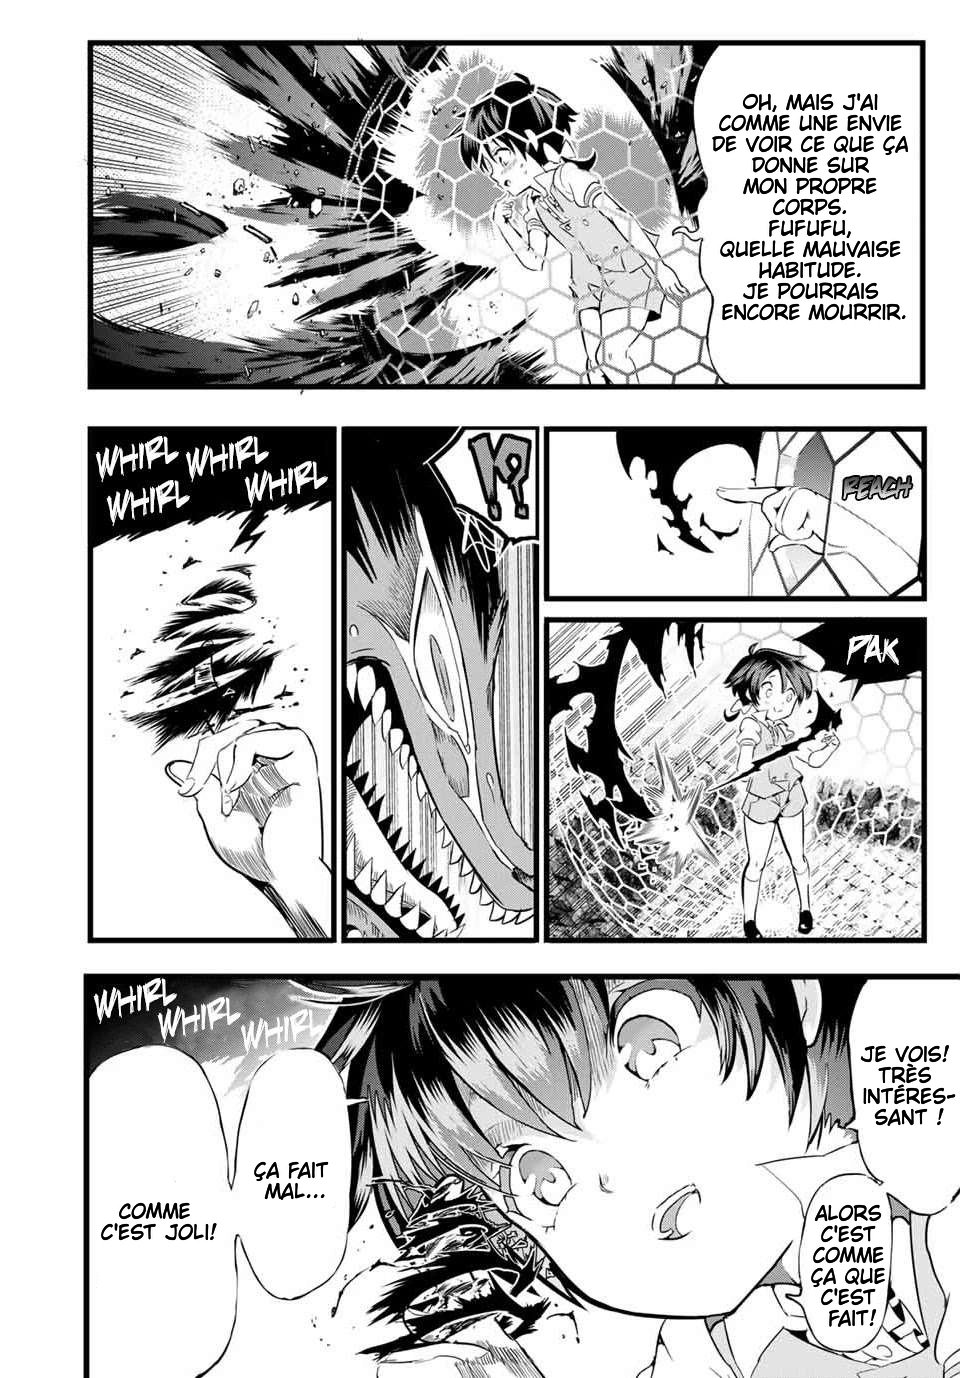 OH, MAIS J'AI
COMME UNE ENVIE
DE VOIR CE QUE ÇA
DONNE SUR
MON PROPRE
CORPS.
FUFUFU,
QUELLE MAUVAISE
HABITUDE.
JE POURRAIS
ENCORE MOURRIR.
REACH
PAK
!?
WHIRL
WHIRL
WHIRL
WHIRL
WHIRL
JE VOIS!
TRÈS
INTÉRES-
SANT !
ALORS
C'EST
COMME
ÇA QUE
C'EST
FAIT!
WHIRL
WHIRL
WHIRL
ÇA FAIT
MAL...
COMME
C'EST JOLI!